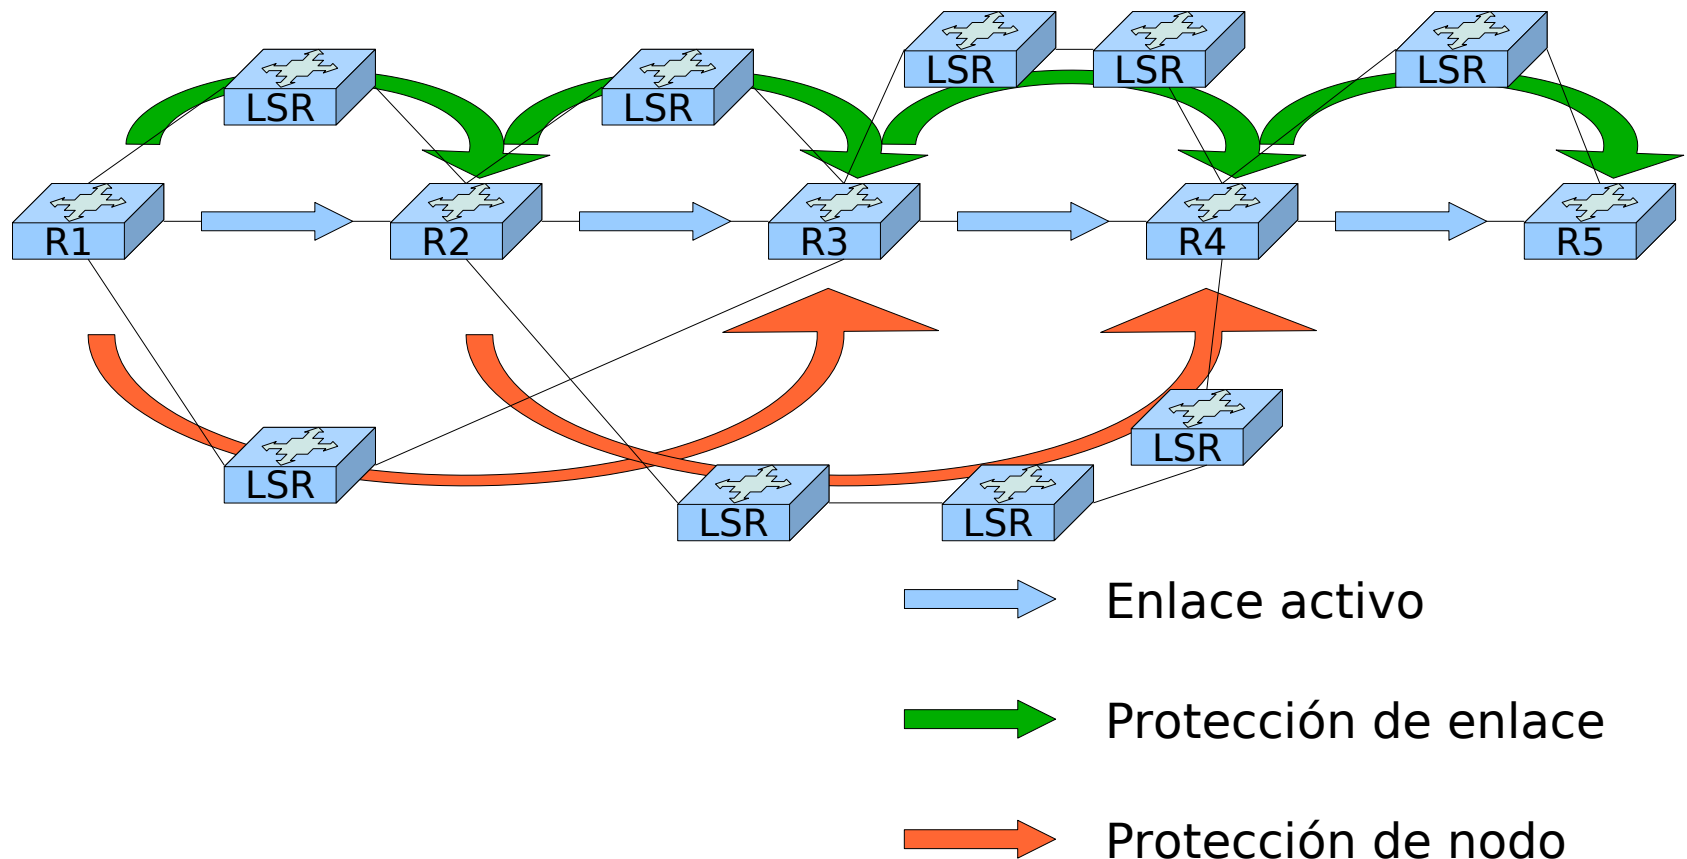 LSR
LSR
LSR
LSR
LSR
R1
R2
R3
R4
R5
LSR
LSR
LSR
LSR
Enlace activo
Protección de enlace
Protección de nodo